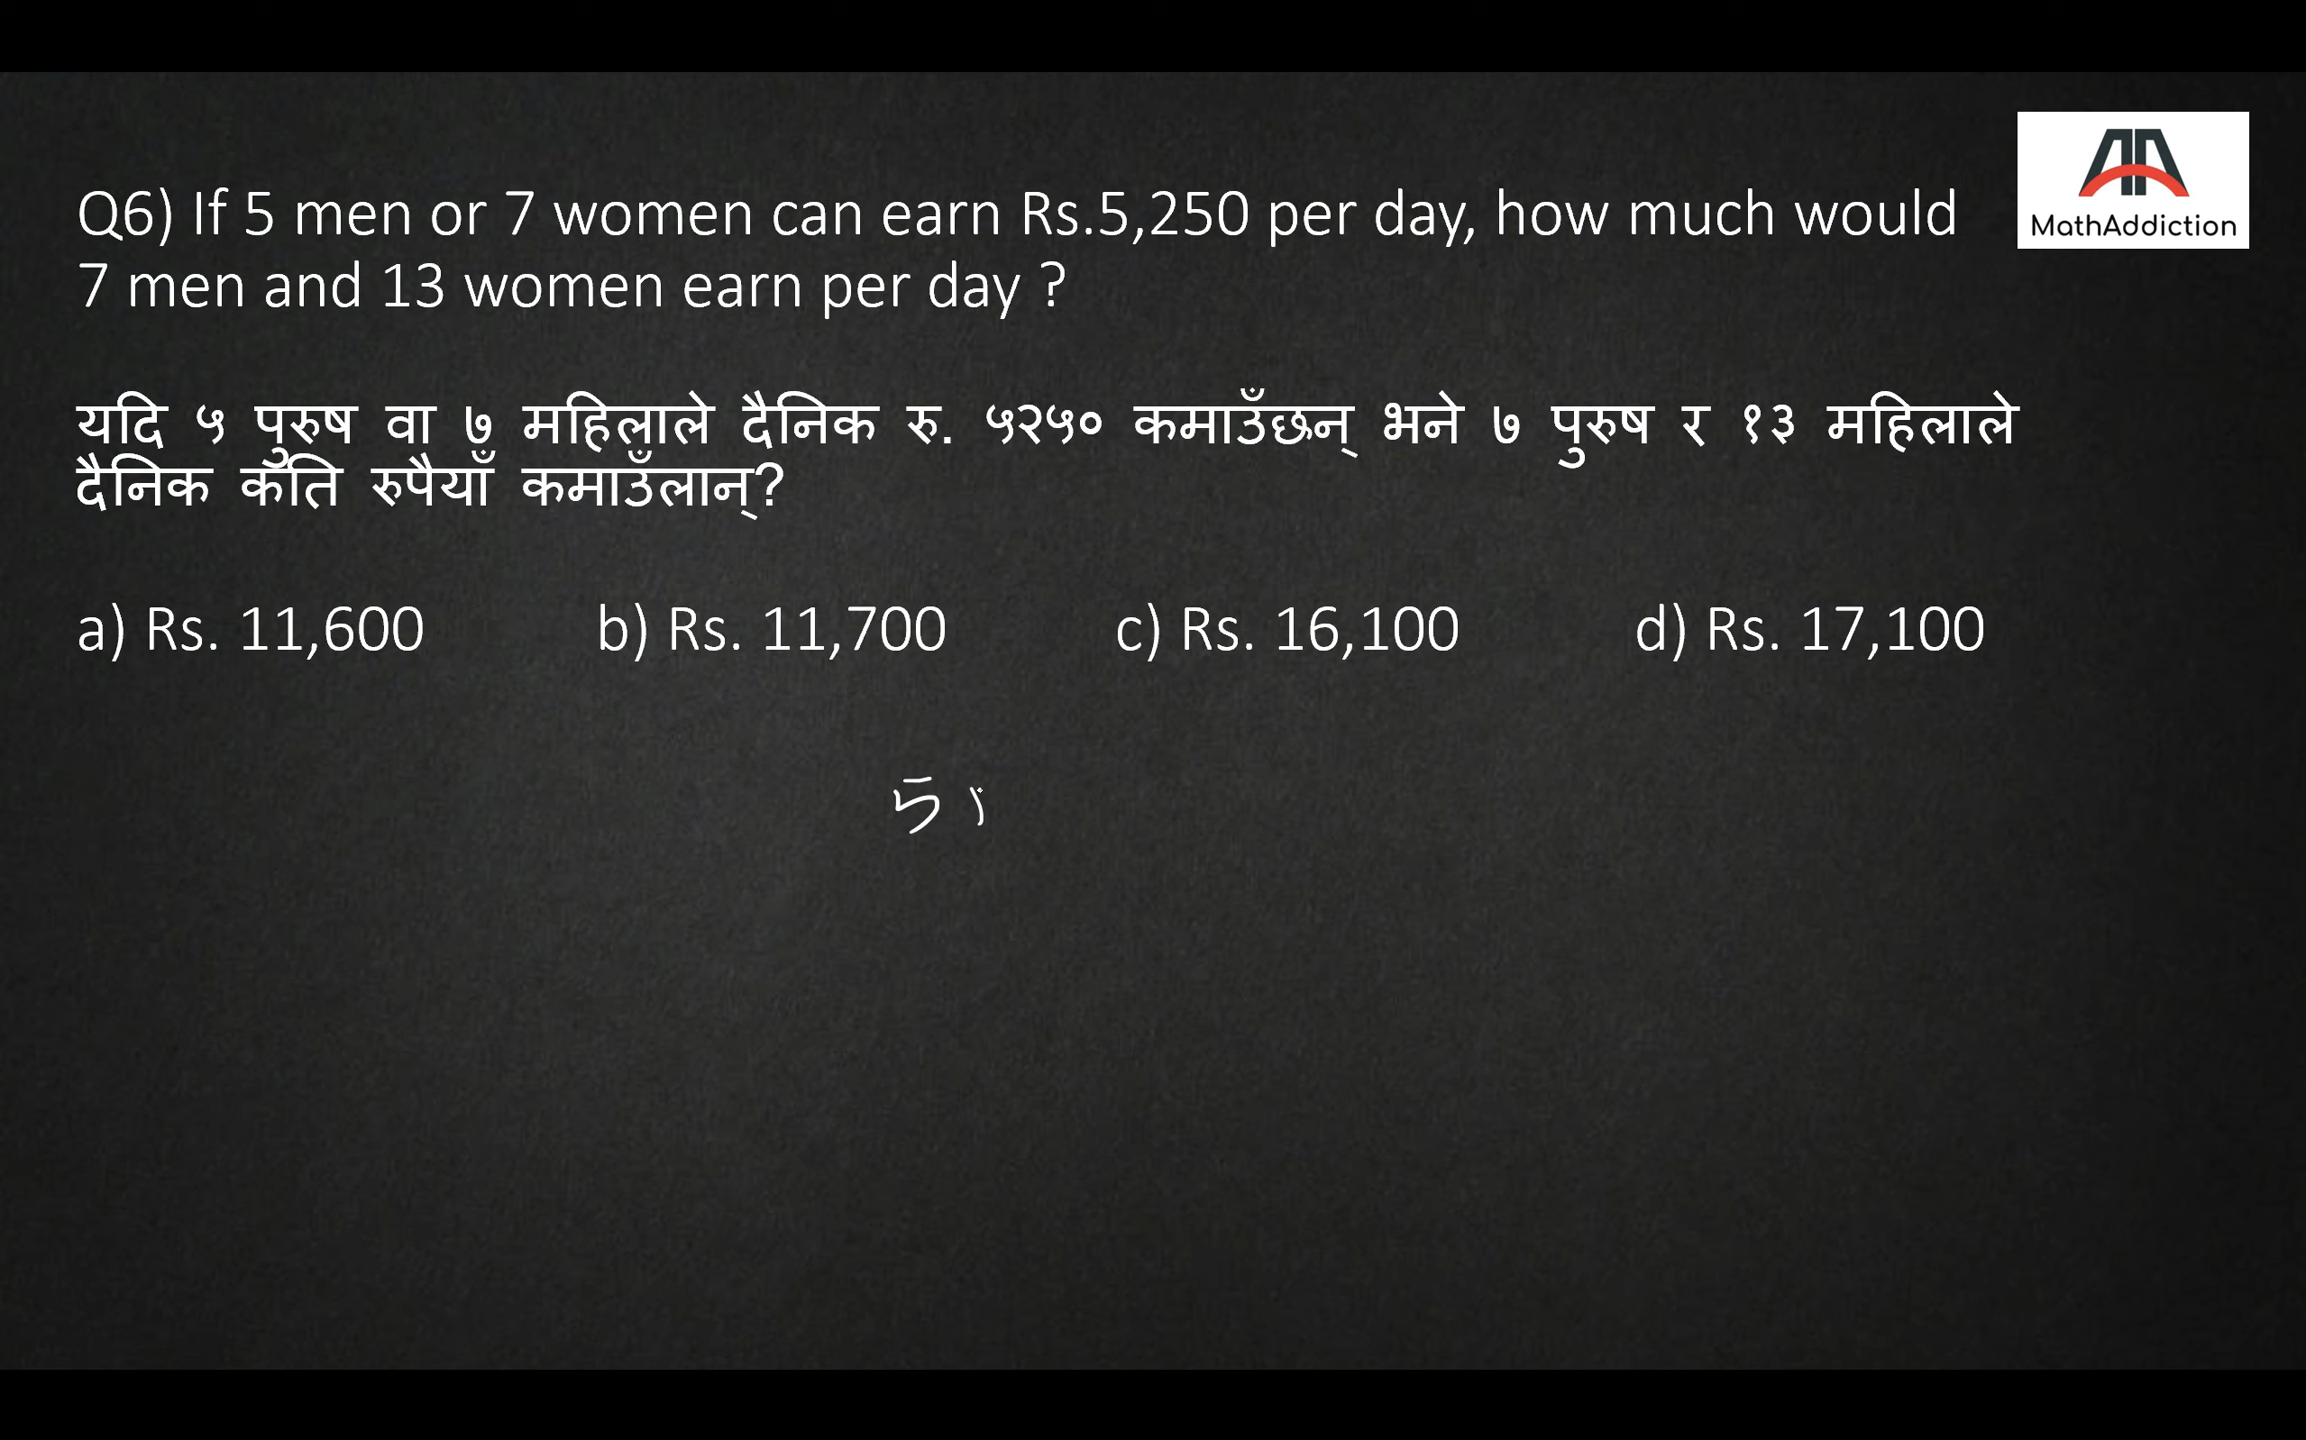 Q6) If 5 men or 7 women can earn Rs.5,250 per day, how much would
7 men and 13 women earn per day ?
MathAddiction
यदि ५ पुरुष वा ७ महिलाले दैनिक रु. ५२५० कमाउँछन् भने ७ पुरुष र १३ महिलाले
दैनिक कति रुपैयाँ कमाउँलान्?
a) Rs. 11,600 b) Rs. 11,700 c) Rs. 16,100 d) Rs. 17,100
5